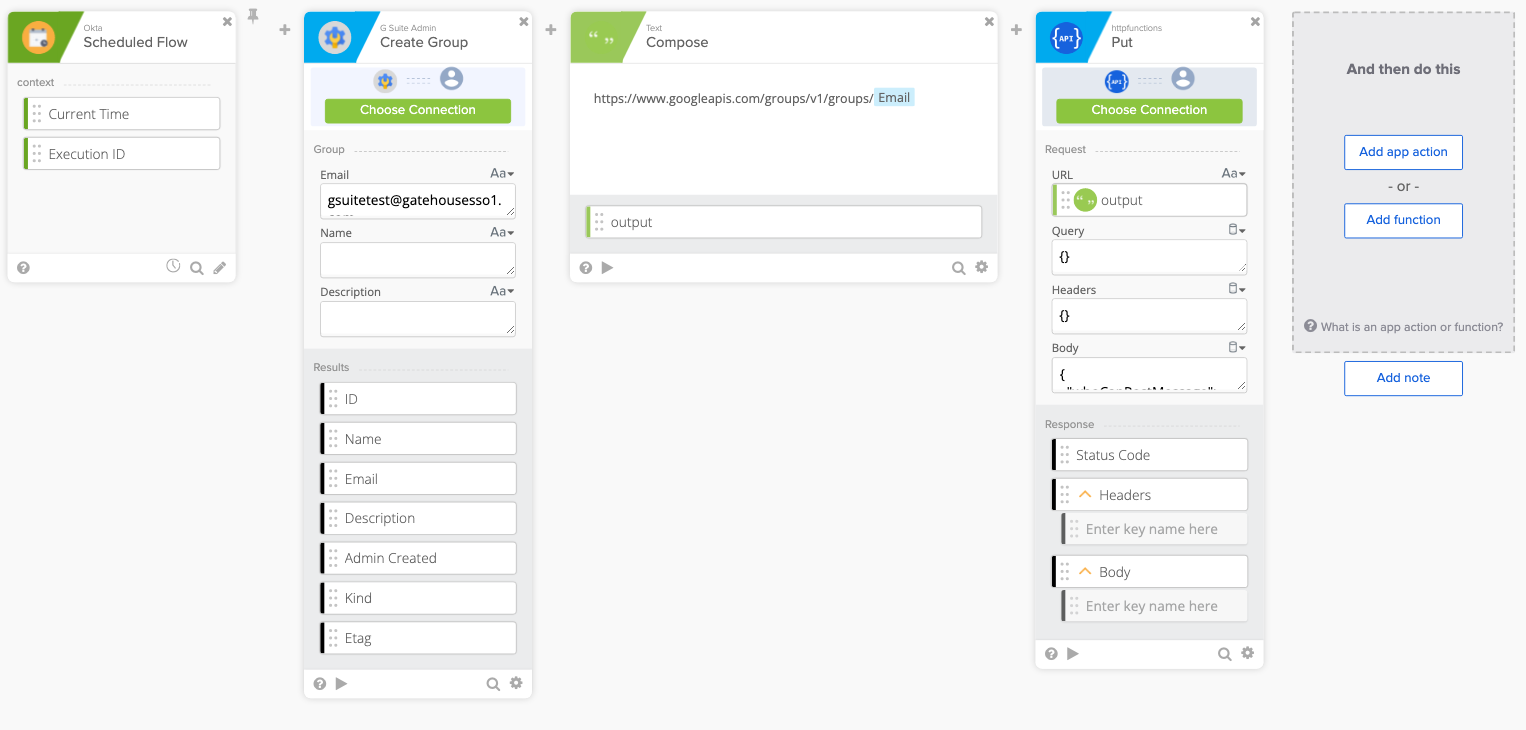 Okta
Scheduled Flow
context
Current Time
Execution ID
G Suite Admin
Create Group
Choose Connection
Group
Email Aa
gsuitetest@gatehousesso1.
Name Aa
Description Aa
Results
ID
Name
Email
Description
Admin Created
Kind
Etag
Text
Compose
https://www.googleapis.com/groups/v1/groups/ Email
output
httpfunctions
Put
{API}
Choose Connection
Request
URL Aa
output
Query
{}
Headers
{}
Body
{
Response
Status Code
Headers
Enter key name here
Body
Enter key name here
And then do this
Add app action
- or -
Add function
What is an app action or function?
Add note